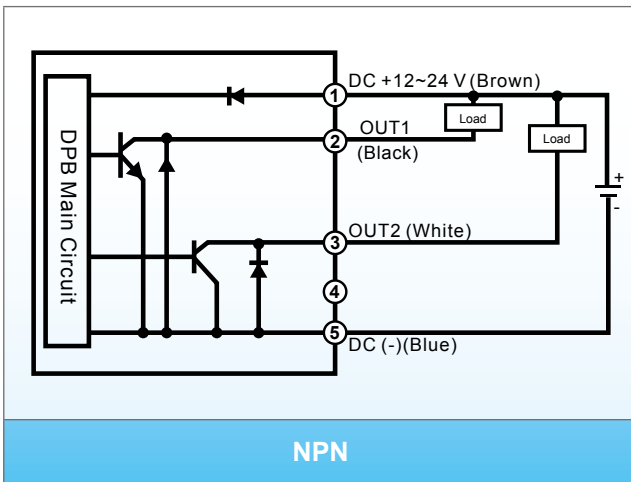 DC +12~24 V (Brown)
1
Load
OUT1
2
(Black)
Load
DPB Main Circuit
+
-
OUT2 (White)
3
4
5
DC (-)(Blue)
NPN